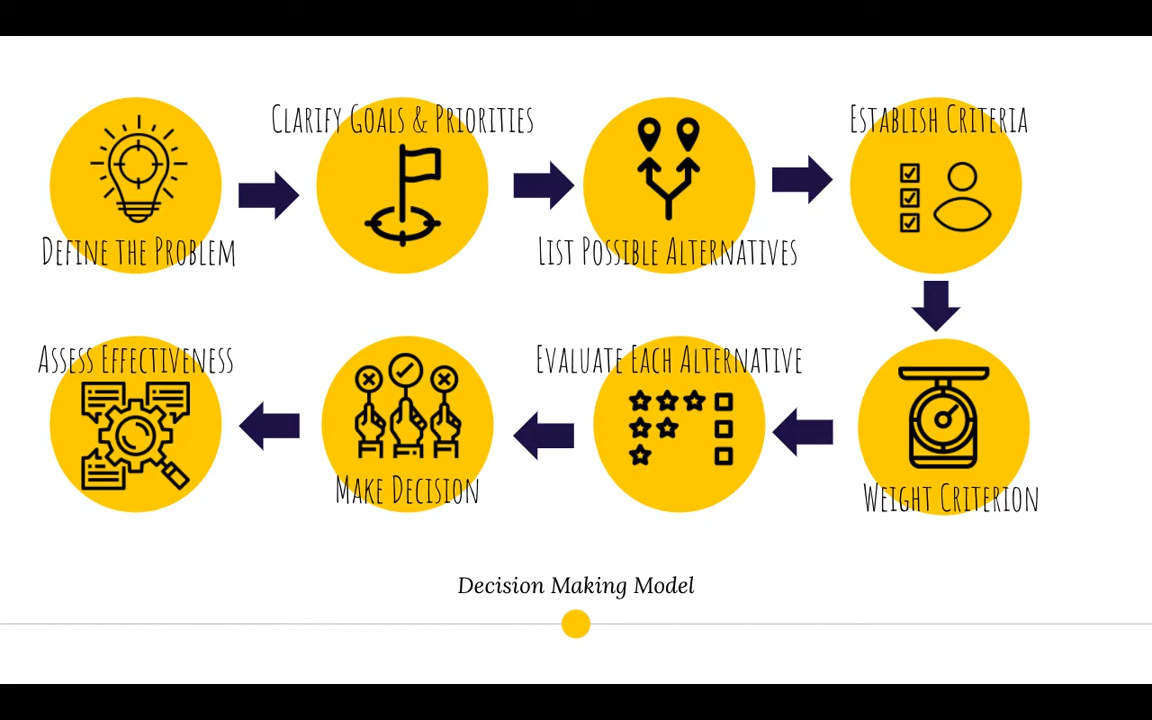 Define the Problem
Clarify Goals & Priorities
List Possible Alternatives
Establish Criteria
Weight Criterion
Evaluate Each Alternative
Make Decision
Assess Effectiveness
Decision Making Model